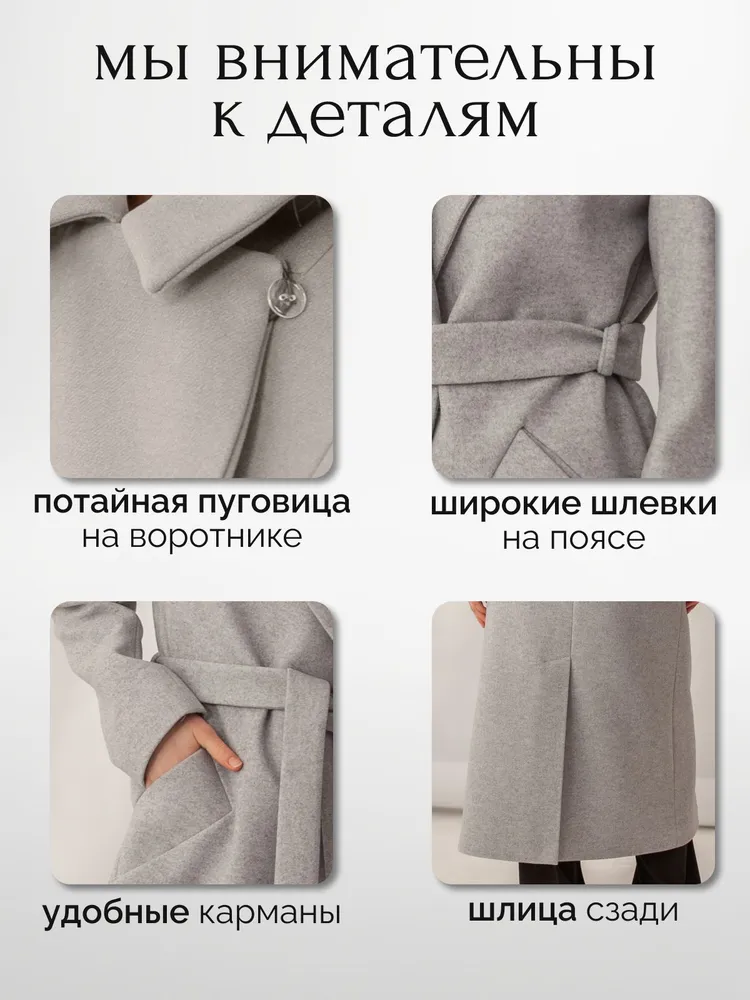 мы внимательны
к деталям
потайная пуговица
на воротнике
широкие шлевки
на поясе
удобные карманы
шлица сзади